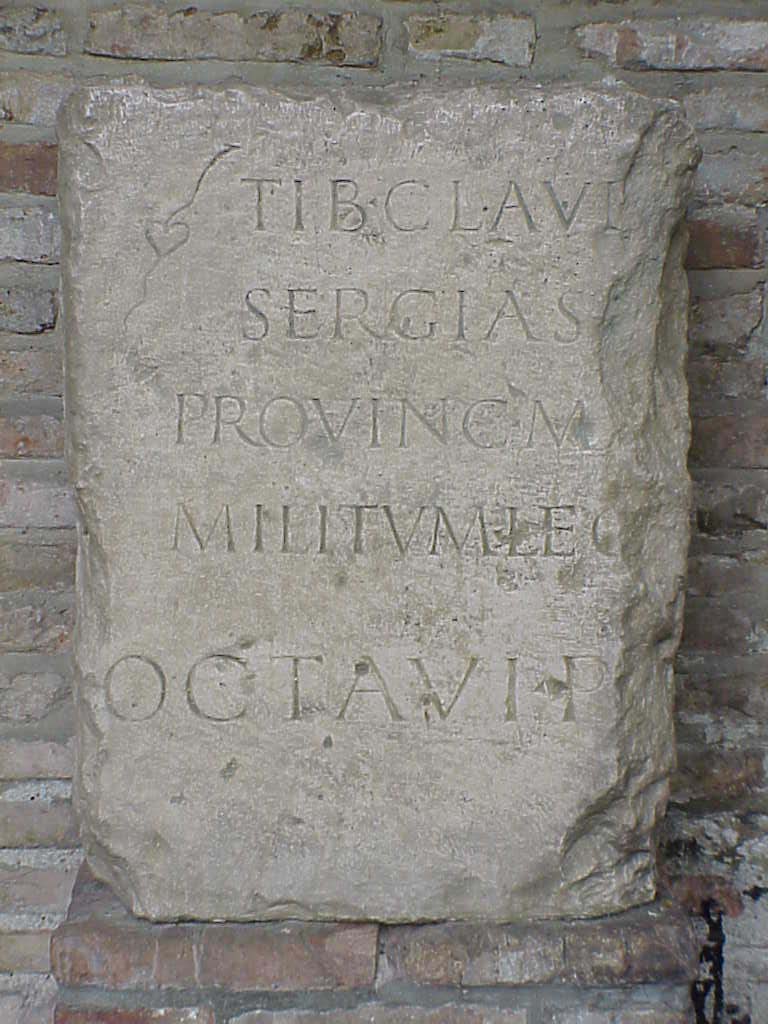 TIB·CLAVI
SERGIA S
PROVINC M
MILITVM LEG
OCTAVI·P